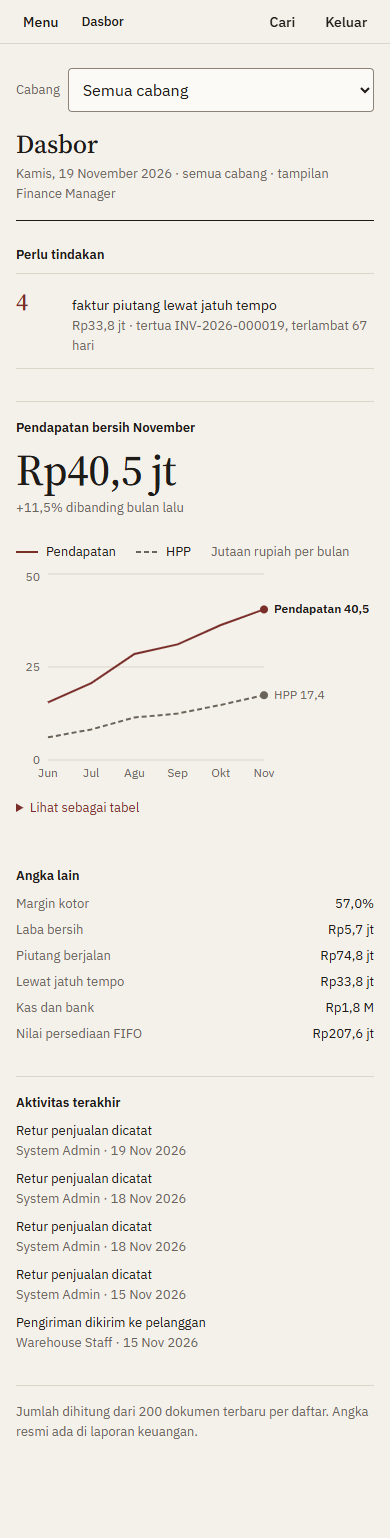 Menu Dasbor Cari Keluar
Cabang Semua cabang
Dasbor
Kamis, 19 November 2026 · semua cabang · tampilan
Finance Manager
Perlu tindakan
4 faktur piutang lewat jatuh tempo
Rp33,8 jt · tertua INV-2026-000019, terlambat 67
hari
Pendapatan bersih November
Rp40,5 jt
+11,5% dibanding bulan lalu
Pendapatan HPP Jutaan rupiah per bulan
50
Pendapatan 40,5
25
HPP 17,4
0
Jun Jul Agu Sep Okt Nov
Lihat sebagai tabel
Angka lain
Margin kotor 57,0%
Laba bersih Rp5,7 jt
Piutang berjalan Rp74,8 jt
Lewat jatuh tempo Rp33,8 jt
Kas dan bank Rp1,8 M
Nilai persediaan FIFO Rp207,6 jt
Aktivitas terakhir
Retur penjualan dicatat
System Admin · 19 Nov 2026
Retur penjualan dicatat
System Admin · 18 Nov 2026
Retur penjualan dicatat
System Admin · 18 Nov 2026
Retur penjualan dicatat
System Admin · 15 Nov 2026
Pengiriman dikirim ke pelanggan
Warehouse Staff · 15 Nov 2026
Jumlah dihitung dari 200 dokumen terbaru per daftar. Angka
resmi ada di laporan keuangan.